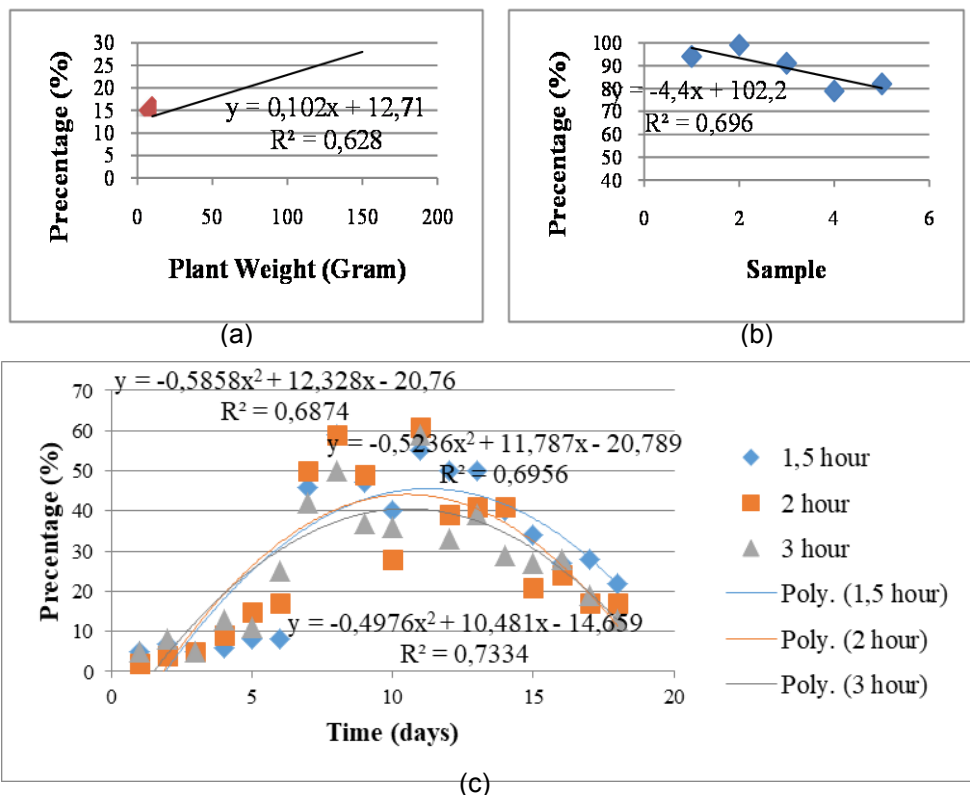 30
25
20
15
10
5
0
Precentage (%)
y = 0,102x + 12,71
R² = 0,628
0 50 100 150 200
Plant Weight (Gram)
(a)
100
90
80
70
60
50
40
Precentage (%)
= -4,4x + 102,2
R² = 0,696
0 2 4 6
Sample
(b)
y = -0,5858x² + 12,328x - 20,76
R² = 0,6874
y = -0,5236x² + 11,787x - 20,789
R² = 0,6956
y = -0,4976x² + 10,481x - 14,659
R² = 0,7334
70
60
50
40
30
20
10
0
Precentage (%)
0 5 10 15 20
Time (days)
1,5 hour
2 hour
3 hour
Poly. (1,5 hour)
Poly. (2 hour)
Poly. (3 hour)
(c)